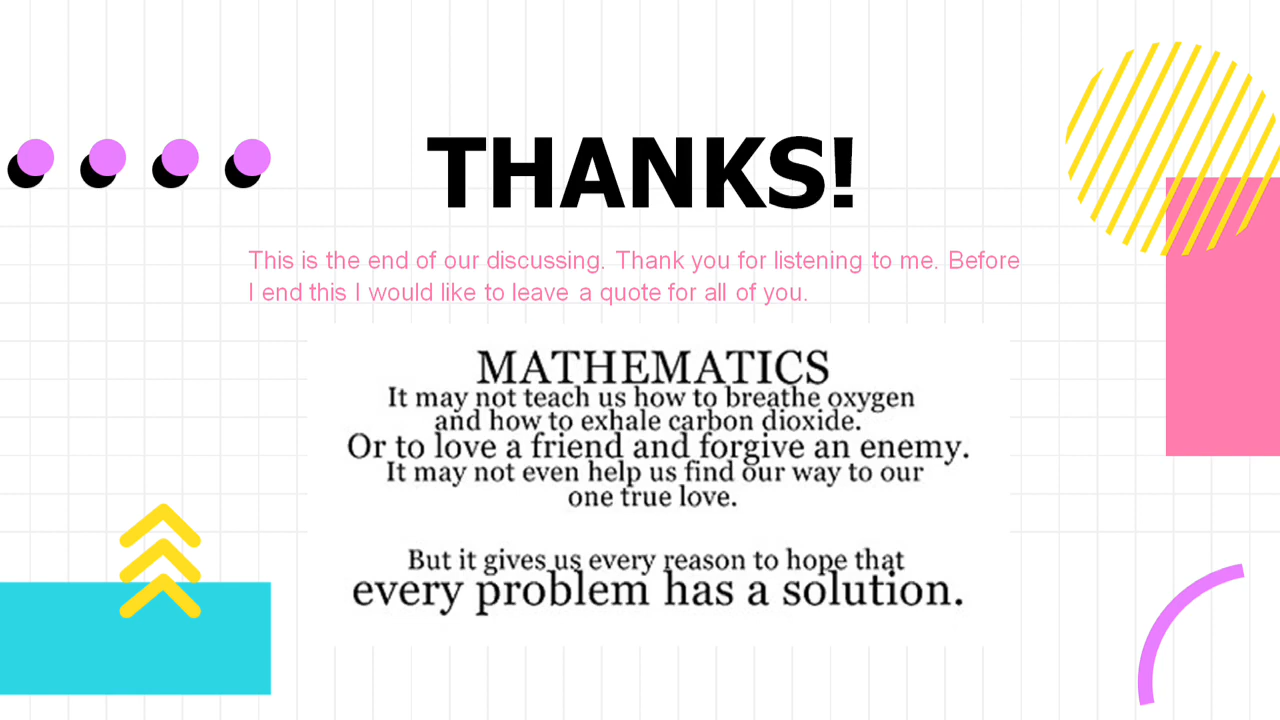 THANKS!
This is the end of our discussing. Thank you for listening to me. Before
I end this I would like to leave a quote for all of you.
MATHEMATICS
It may not teach us how to breathe oxygen
and how to exhale carbon dioxide.
Or to love a friend and forgive an enemy.
It may not even help us find our way to our
one true love.
But it gives us every reason to hope that
every problem has a solution.